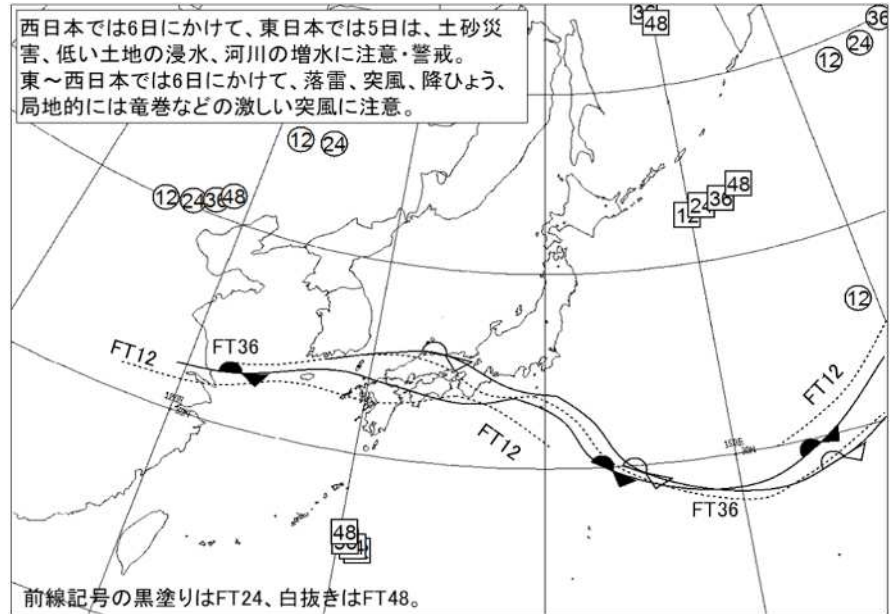 西日本では6日にかけて、東日本では5日は、土砂災
害、低い土地の浸水、河川の増水に注意・警戒。
東～西日本では6日にかけて、落雷、突風、降ひょう、
局地的には竜巻などの激しい突風に注意。
48
36
24
12
12 24
12 24 36 48
12 24 36 48
12
FT12
FT36
FT12
FT12
120E
30N
150E
30N
FT36
48
前線記号の黒塗りはFT24、白抜きはFT48。